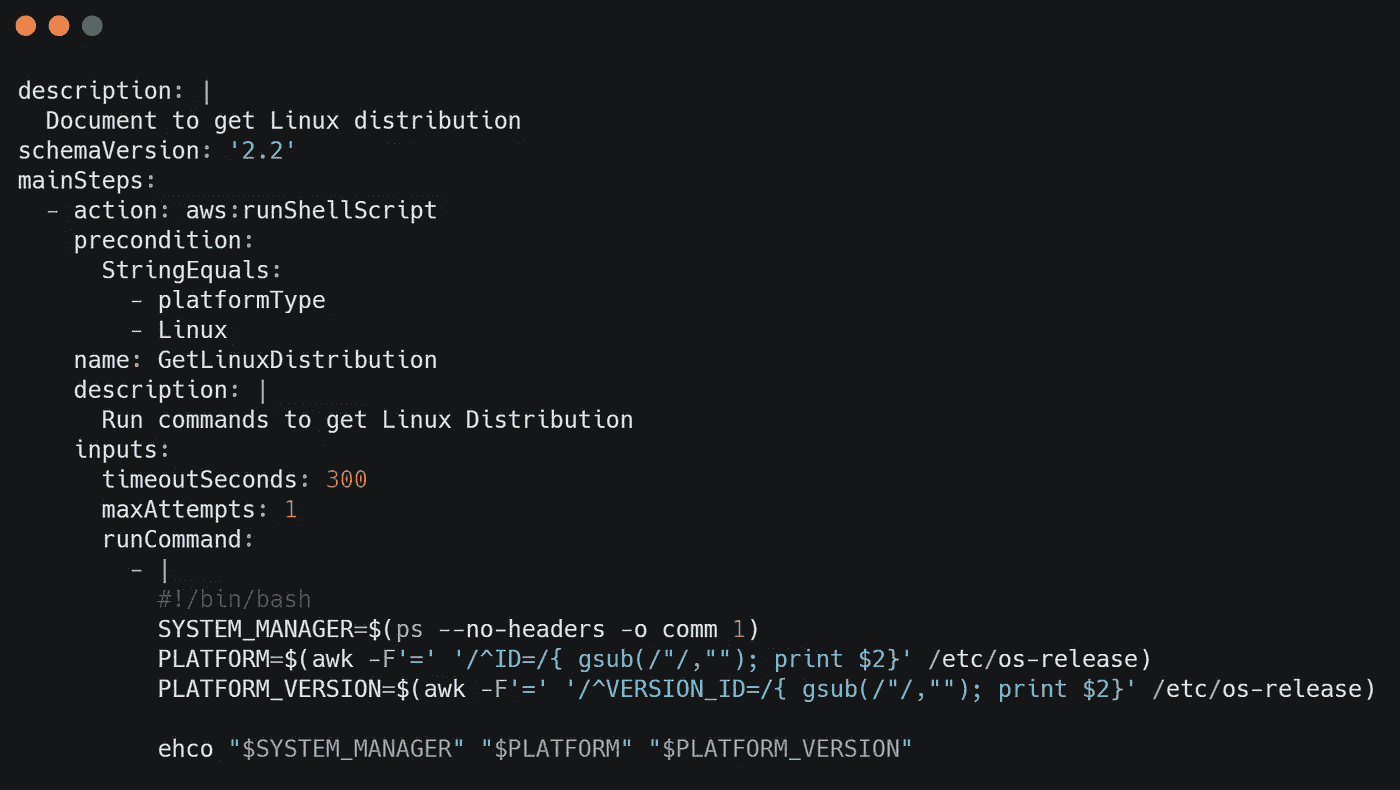 description: |
  Document to get Linux distribution
schemaVersion: '2.2'
mainSteps:
  - action: aws:runShellScript
    precondition:
      StringEquals:
        - platformType
        - Linux
    name: GetLinuxDistribution
    description: |
      Run commands to get Linux Distribution
    inputs:
      timeoutSeconds: 300
      maxAttempts: 1
      runCommand:
        - |
          #!/bin/bash
          SYSTEM_MANAGER=$(ps --no-headers -o comm 1)
          PLATFORM=$(awk -F'=' '/^ID=/{ gsub(/"/,""); print $2}' /etc/os-release)
          PLATFORM_VERSION=$(awk -F'=' '/^VERSION_ID=/{ gsub(/"/,""); print $2}' /etc/os-release)

          ehco "$SYSTEM_MANAGER" "$PLATFORM" "$PLATFORM_VERSION"